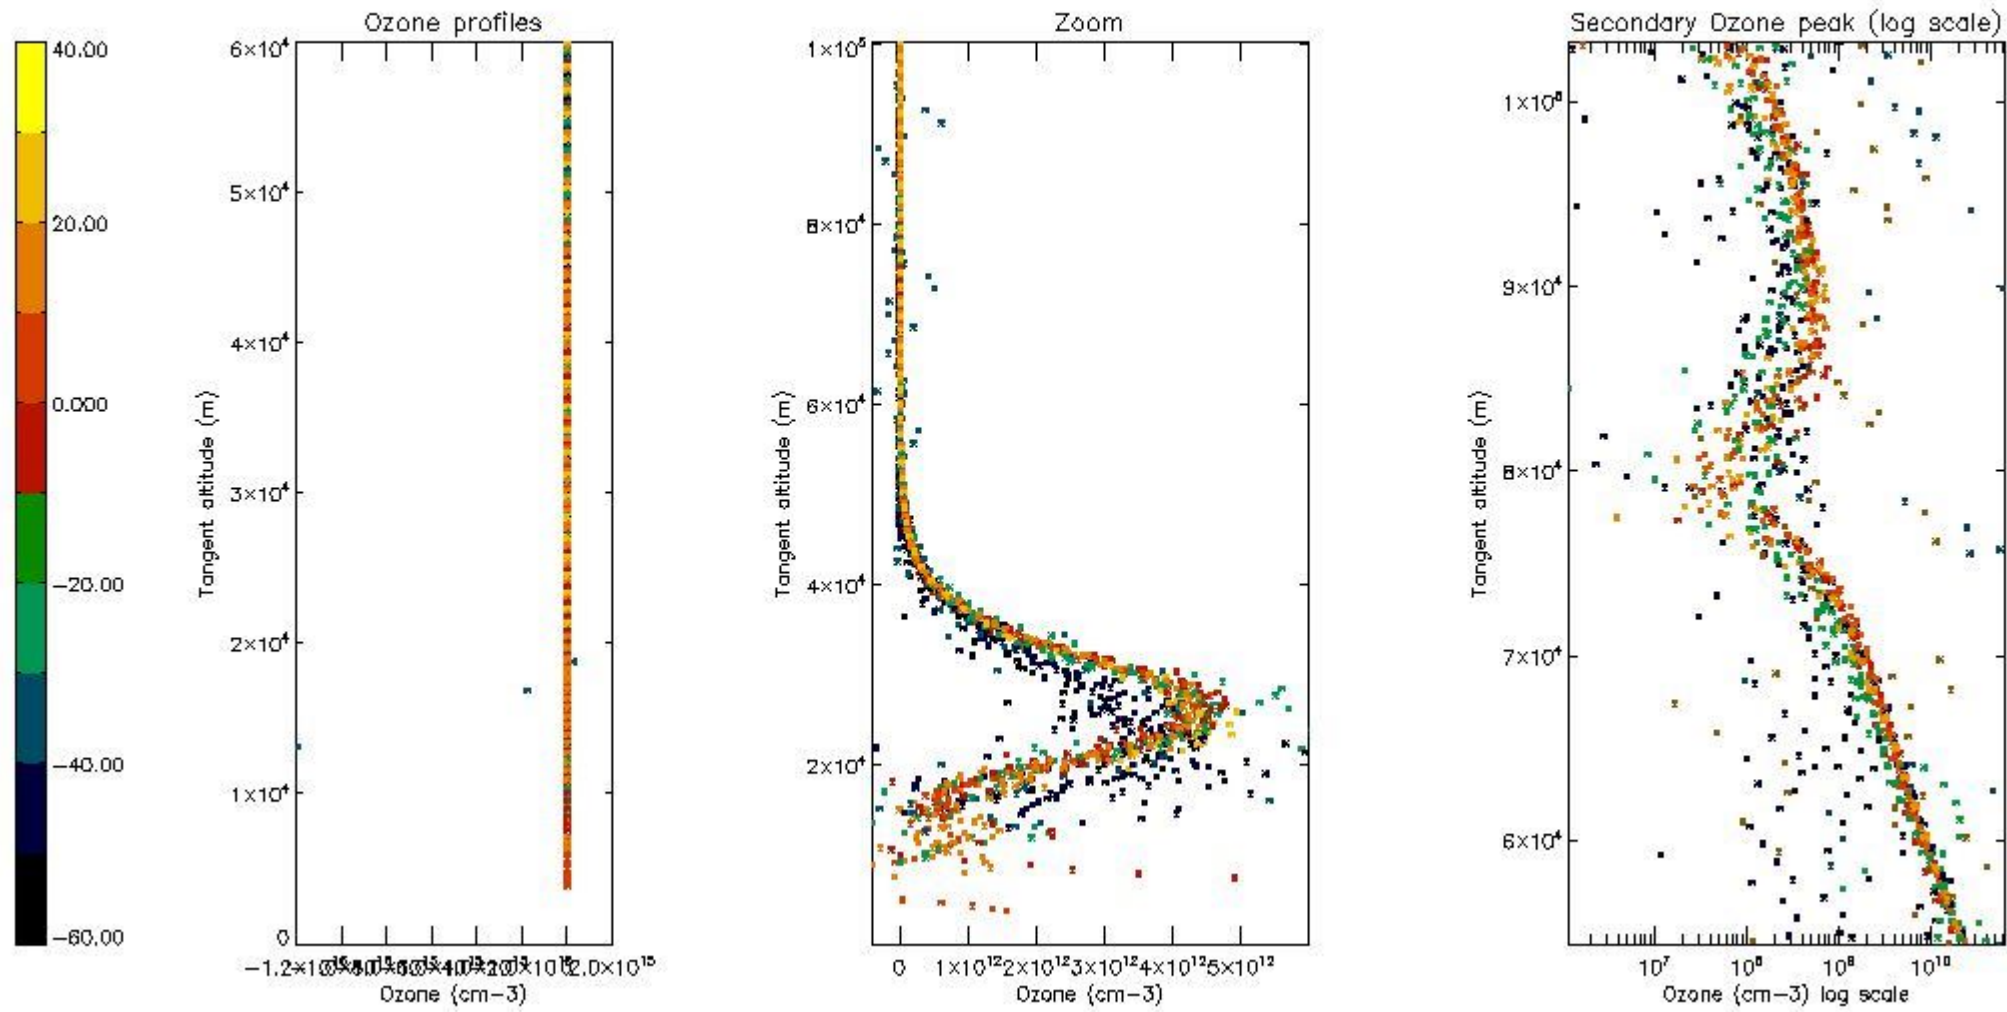 Ozone profiles
Zoom
Secondary Ozone peak (log scale)
40.00
20.00
0.000
−20.00
−40.00
−60.00
6×10⁴
5×10⁴
4×10⁴
3×10⁴
2×10⁴
1×10⁴
0
Tangent altitude (m)
2.0×10¹⁵
Ozone (cm−3)
1×10⁵
8×10⁴
6×10⁴
4×10⁴
2×10⁴
Tangent altitude (m)
0 1×10¹² 2×10¹² 3×10¹² 4×10¹² 5×10¹²
Ozone (cm−3)
1×10⁵
9×10⁴
8×10⁴
7×10⁴
6×10⁴
Tangent altitude (m)
10⁷ 10⁸ 10⁹ 10¹⁰
Ozone (cm−3) log scale